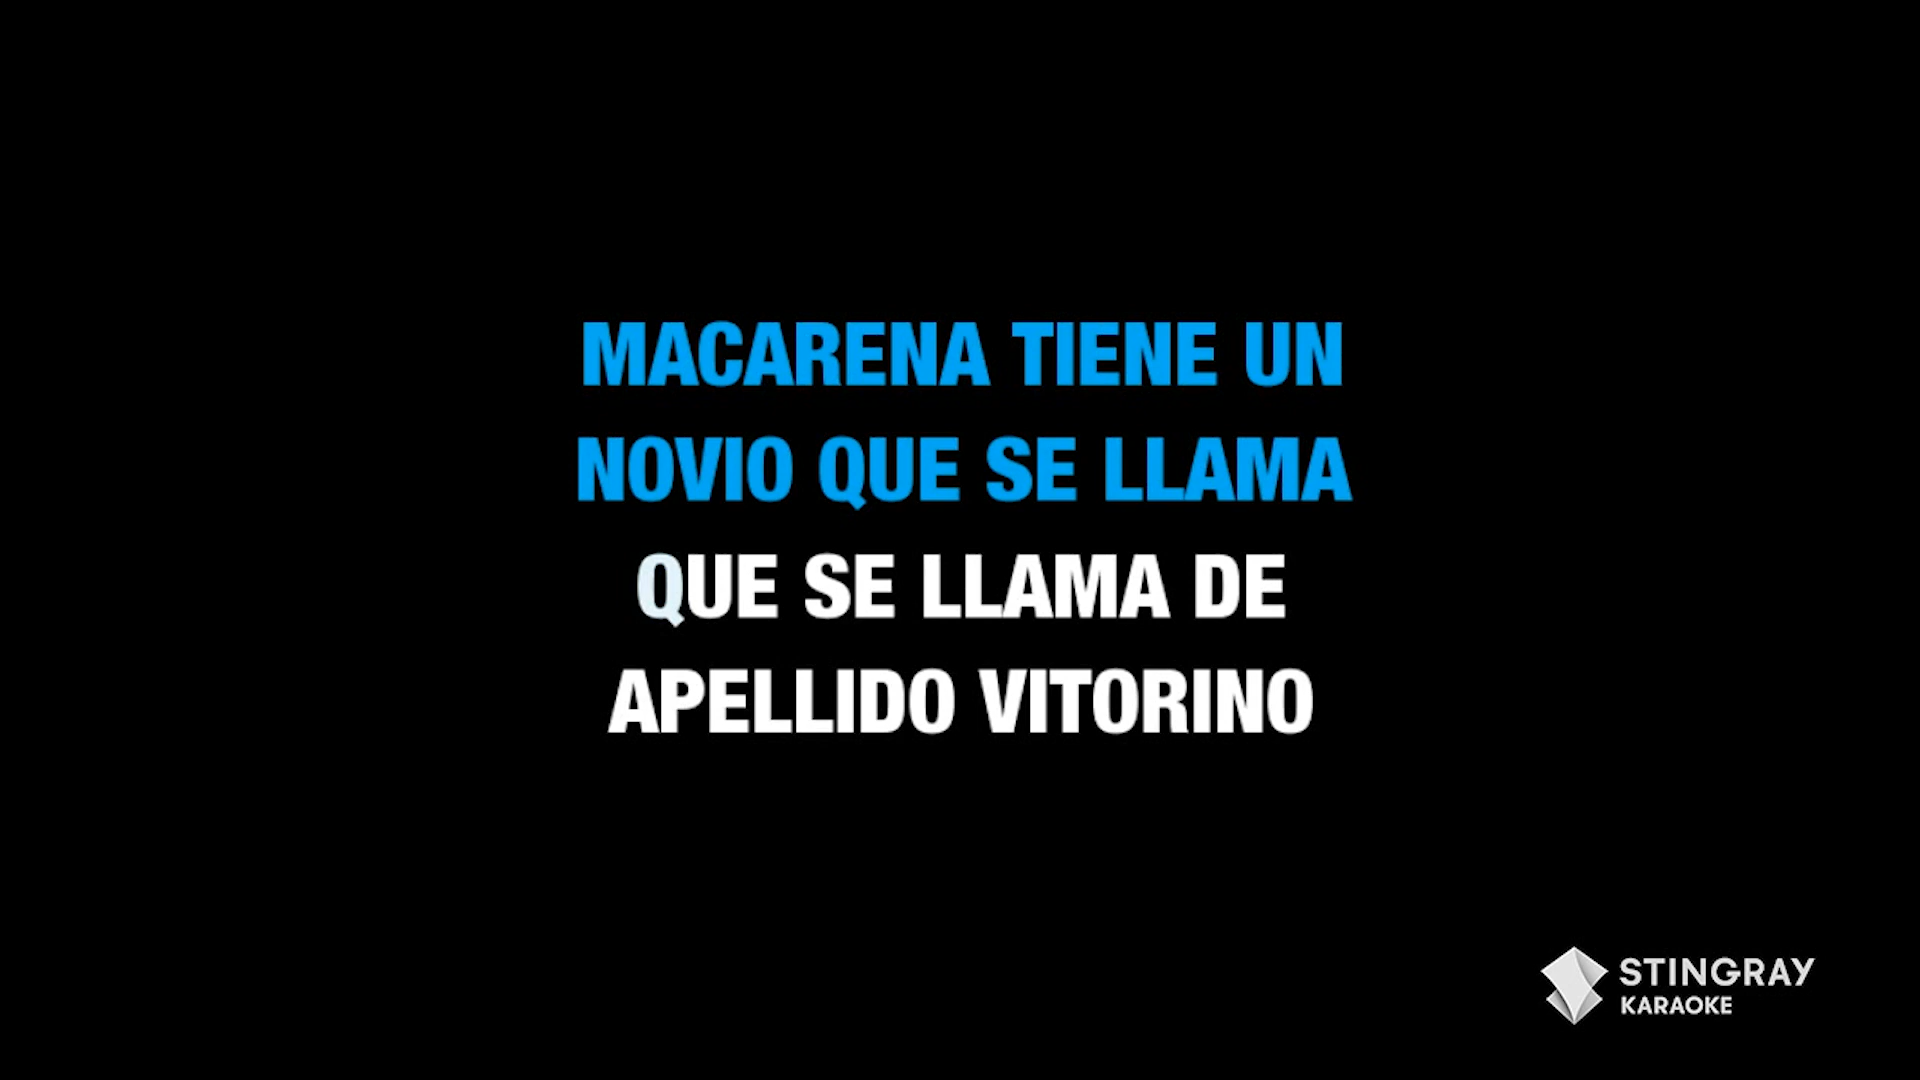 MACARENA TIENE UN
NOVIO QUE SE LLAMA
QUE SE LLAMA DE
APELLIDO VITORINO
STINGRAY
KARAOKE